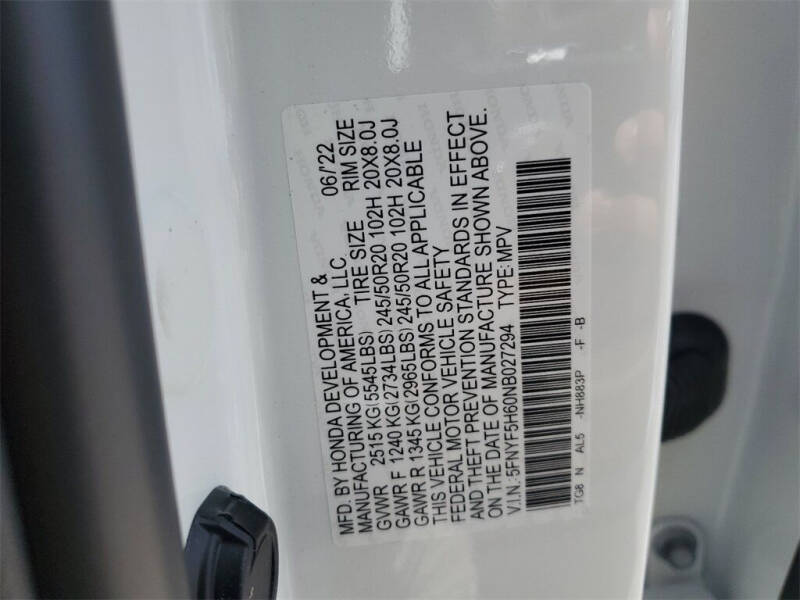 MFD. BY HONDA DEVELOPMENT & 06/22
MANUFACTURING OF AMERICA, LLC.
TIRE SIZE RIM SIZE
GVWR 2515 KG(5545LBS)
GAWR F 1240 KG(2734LBS) 245/50R20 102H 20X8.0J
GAWR R 1345 KG(2965LBS) 245/50R20 102H 20X8.0J
THIS VEHICLE CONFORMS TO ALL APPLICABLE
FEDERAL MOTOR VEHICLE SAFETY
AND THEFT PREVENTION STANDARDS IN EFFECT
ON THE DATE OF MANUFACTURE SHOWN ABOVE.
V.I.N.:5FNYF5H60NB027294 TYPE:MPV
TG8 N AL5 -NH883P -F -B